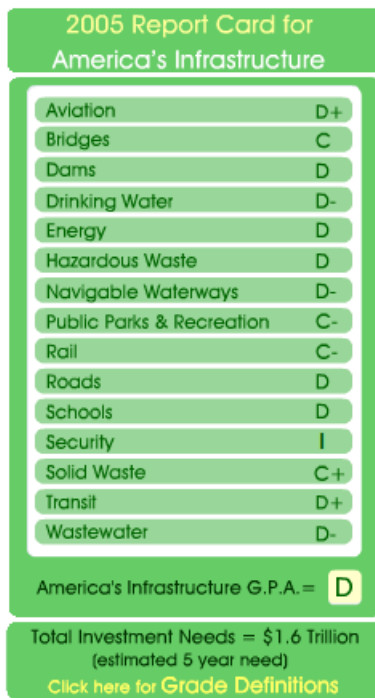 2005 Report Card for
America's Infrastructure
Aviation D+
Bridges C
Dams D
Drinking Water D-
Energy D
Hazardous Waste D
Navigable Waterways D-
Public Parks & Recreation C-
Rail C-
Roads D
Schools D
Security I
Solid Waste C+
Transit D+
Wastewater D-
America's Infrastructure G.P.A.= D
Total Investment Needs = $1.6 Trillion
(estimated 5 year need)
Click here for Grade Definitions